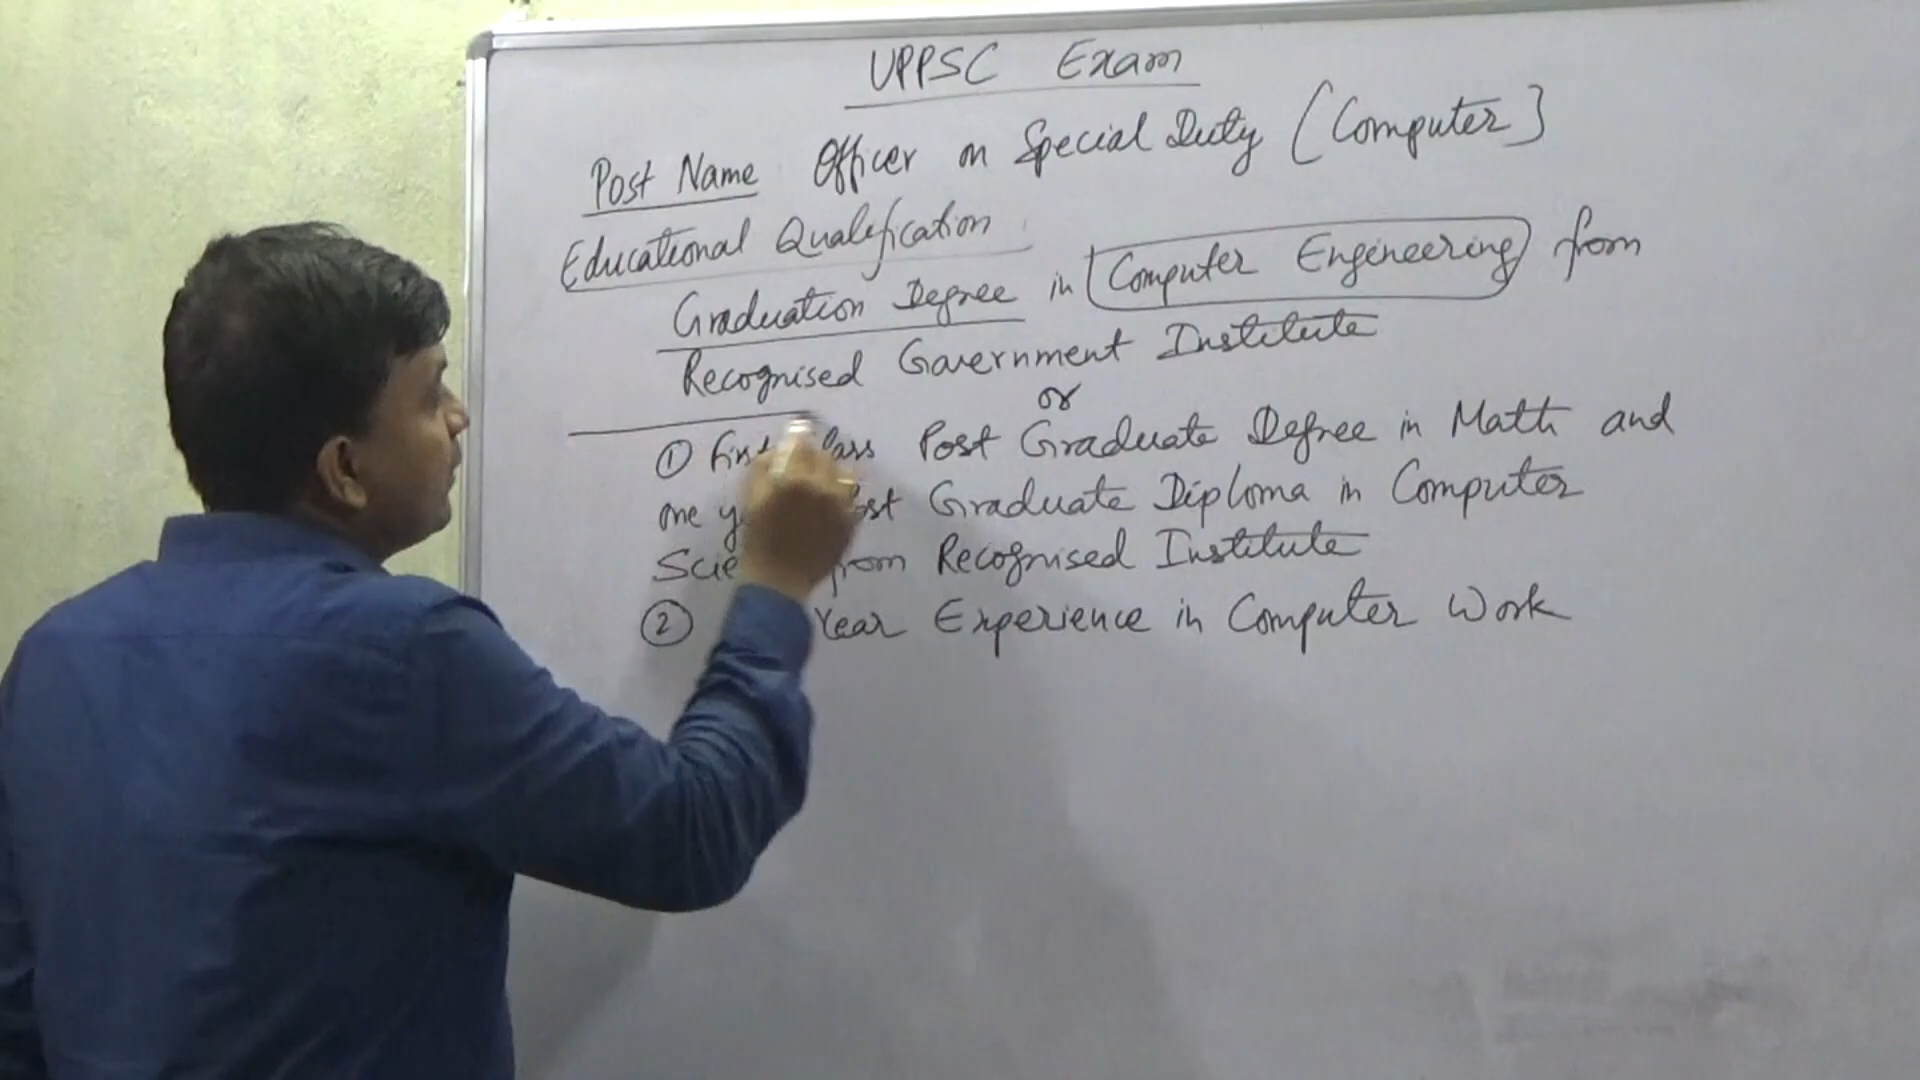 UPPSC Exam
Post Name Officer on Special Duty (Computer]
Educational Qualification
Graduation Degree in Computer Engineering from
Recognised Government Institute
or
① First Post Graduate Degree in Math and
one Graduate Diploma in Computer
from Recognised Institute
② Year Experience in Computer Work